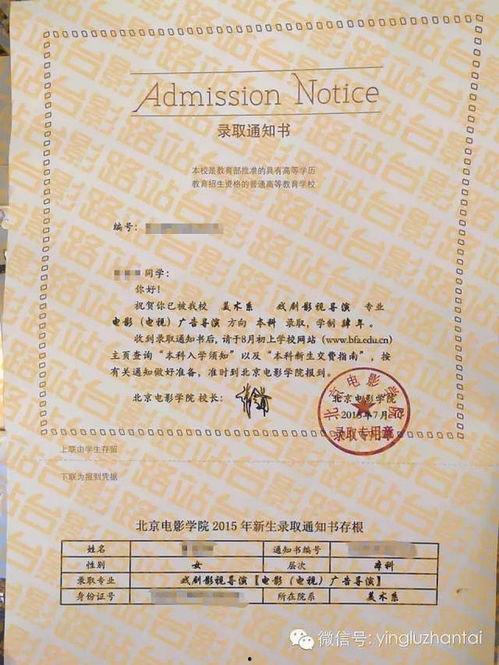 Admission Notice
录取通知书
本校是教育部批准的具有高等学历
教育招生资格的普通高等教育学校
编号:
同学:
你好!
祝贺你已被我校 美术系 戏剧影视导演 专业
电影(电视)广告导演 方向 本科 录取,学制 肆 年。
收到录取通知书后,请于8月初上学校网站(www.bfa.edu.cn)
主页查询“本科入学须知”以及“本科新生交费指南”,按
有关通知做好准备,准时到北京电影学院报到。
北京电影学院 校长:
北京电影学院
2015年7月
北京电影学院
录取专用章
上联由学生存留
下联为报到凭据
北京电影学院 2015 年新生录取通知书存根
姓名 通知书编号
性别 女 层次 本科
录取专业 戏剧影视导演【电影(电视)广告导演】
身份证号 所在院系 美术系
微信号: yingluzhantai
影路站台